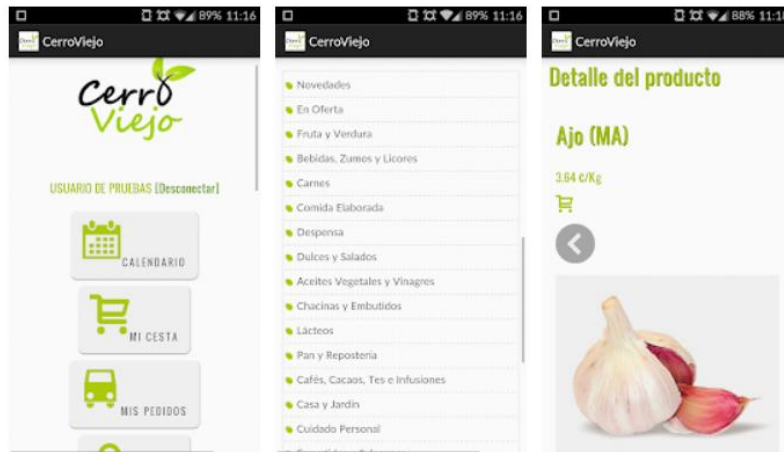 89% 11:16
CerroViejo
Cerro
Viejo
USUARIO DE PRUEBAS [Desconectar]
CALENDARIO
MI CESTA
MIS PEDIDOS
89% 11:16
CerroViejo
Novedades
En Oferta
Fruta y Verdura
Bebidas, Zumos y Licores
Carnes
Comida Elaborada
Despensa
Dulces y Salados
Aceites Vegetales y Vinagres
Chacinas y Embutidos
Lácteos
Pan y Repostería
Cafés, Cacaos, Tes e Infusiones
Casa y Jardín
Cuidado Personal
88% 11:18
CerroViejo
Detalle del producto
Ajo (MA)
3.64 €/Kg